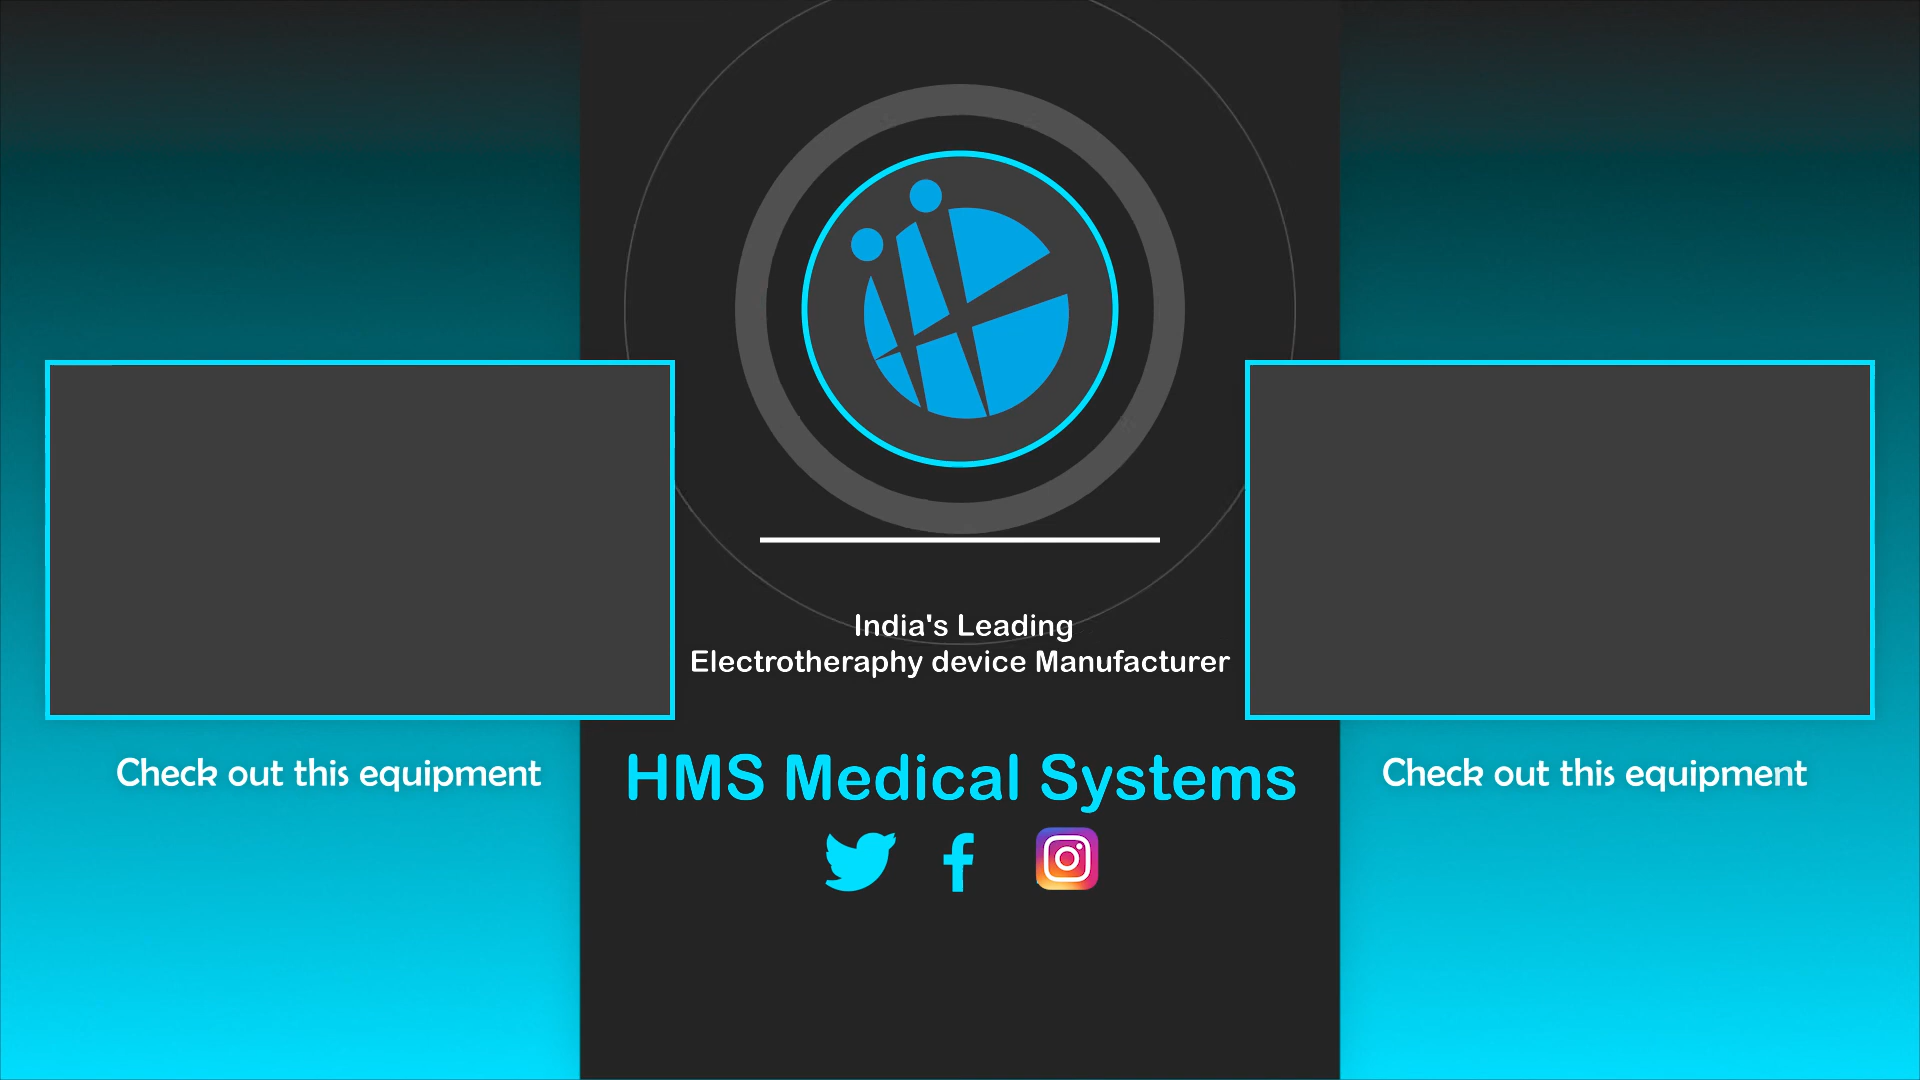 India's Leading
Electrotheraphy device Manufacturer
Check out this equipment
HMS Medical Systems
Check out this equipment